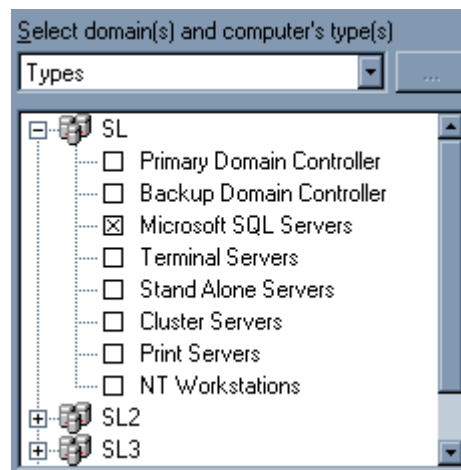 Select domain(s) and computer's type(s)
Types
...
SL
Primary Domain Controller
Backup Domain Controller
Microsoft SQL Servers
Terminal Servers
Stand Alone Servers
Cluster Servers
Print Servers
NT Workstations
SL2
SL3